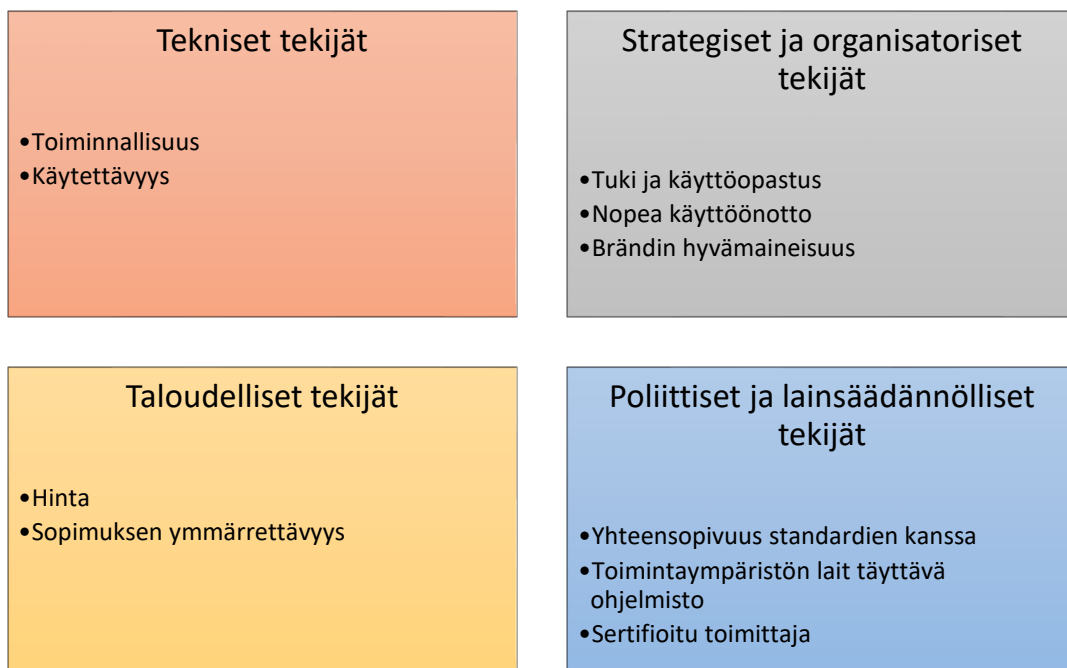 Tekniset tekijät
•Toiminnallisuus
•Käytettävyys
Strategiset ja organisatoriset
tekijät
•Tuki ja käyttöopastus
•Nopea käyttöönotto
•Brändin hyvämaineisuus
Taloudelliset tekijät
•Hinta
•Sopimuksen ymmärrettävyys
Poliittiset ja lainsäädännölliset
tekijät
•Yhteensopivuus standardien kanssa
•Toimintaympäristön lait täyttävä
ohjelmisto
•Sertifioitu toimittaja